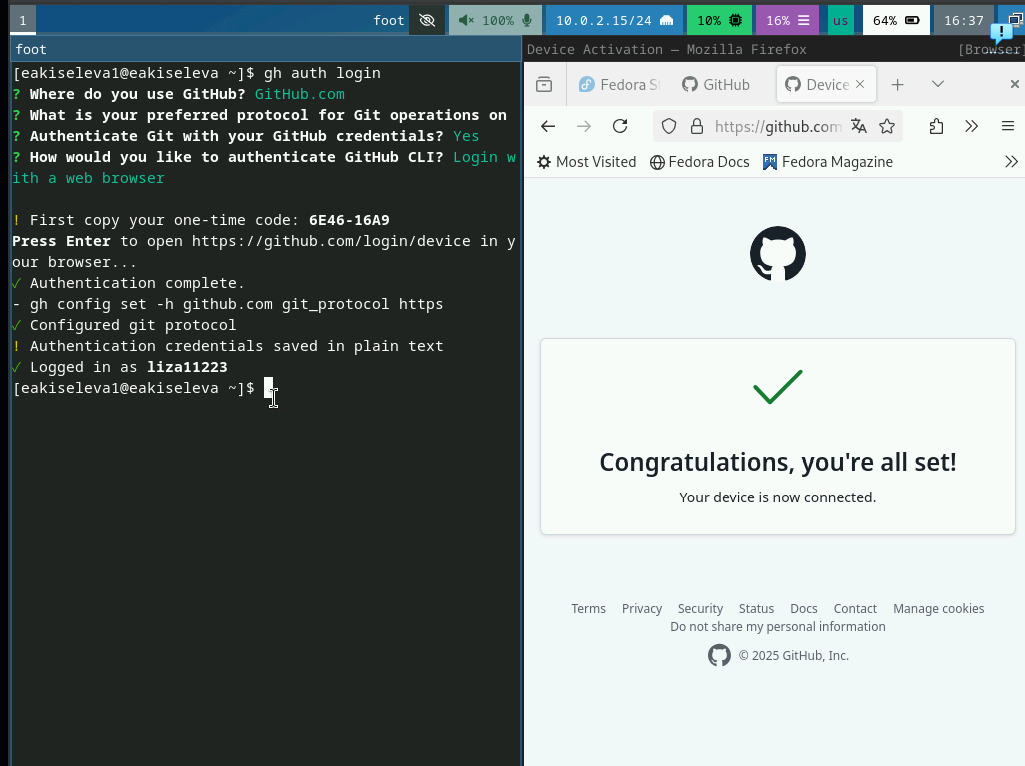 1
foot
100%
10.0.2.15/24
10%
16%
us
64%
16:37
foot
[eakiseleva1@eakiseleva ~]$ gh auth login
? Where do you use GitHub? GitHub.com
? What is your preferred protocol for Git operations on
? Authenticate Git with your GitHub credentials? Yes
? How would you like to authenticate GitHub CLI? Login w
ith a web browser
! First copy your one-time code: 6E46-16A9
Press Enter to open https://github.com/login/device in y
our browser...
✓ Authentication complete.
- gh config set -h github.com git_protocol https
✓ Configured git protocol
! Authentication credentials saved in plain text
✓ Logged in as liza11223
[eakiseleva1@eakiseleva ~]$
Device Activation — Mozilla Firefox
[Browser]
Fedora S
GitHub
Device
https://github.com
Most Visited
Fedora Docs
Fedora Magazine
Congratulations, you're all set!
Your device is now connected.
Terms Privacy Security Status Docs Contact Manage cookies
Do not share my personal information
© 2025 GitHub, Inc.